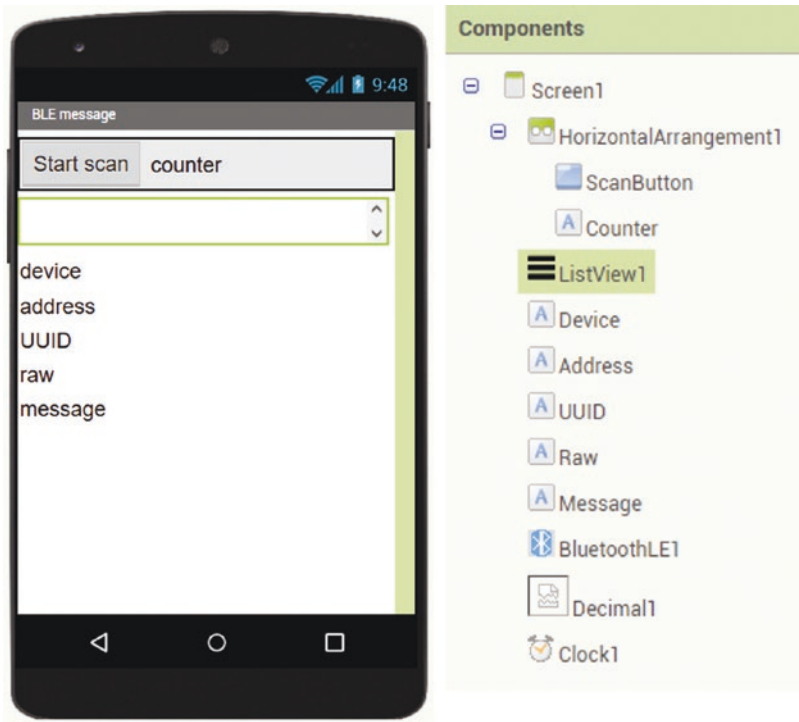 9:48
BLE message
Start scan counter
device
address
UUID
raw
message
Components
Screen1
HorizontalArrangement1
ScanButton
A Counter
ListView1
A Device
A Address
A UUID
A Raw
A Message
BluetoothLE1
Decimal1
Clock1